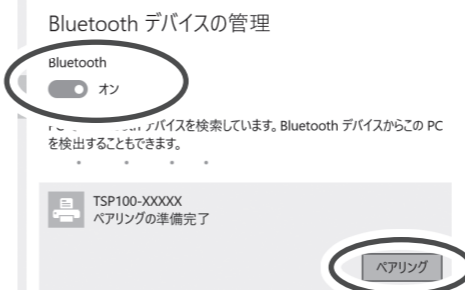 Bluetooth デバイスの管理
Bluetooth
オン
デバイスを検索しています。Bluetooth デバイスからこの PC
を検出することもできます。
TSP100-XXXXX
ペアリングの準備完了
ペアリング